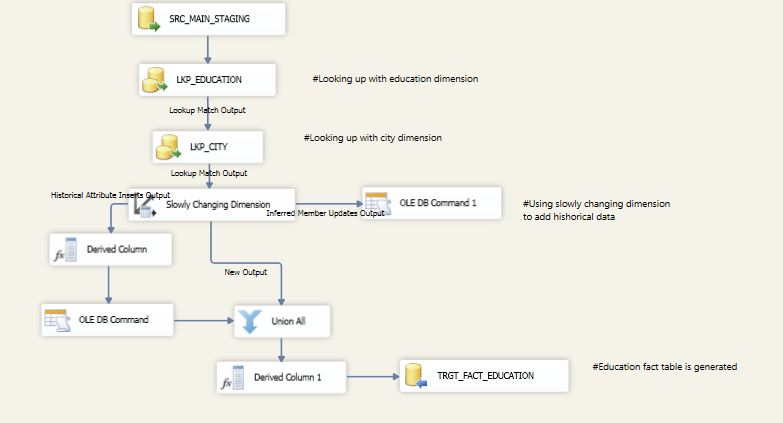 SRC_MAIN_STAGING
LKP_EDUCATION
#Looking up with education dimension
Lookup Match Output
LKP_CITY
#Looking up with city dimension
Lookup Match Output
Historical Attribute Inserts Output
Slowly Changing Dimension
Inferred Member Updates Output
OLE DB Command 1
#Using slowly changing dimension
to add hishorical data
fx
Derived Column
New Output
OLE DB Command
Union All
fx
Derived Column 1
TRGT_FACT_EDUCATION
#Education fact table is generated